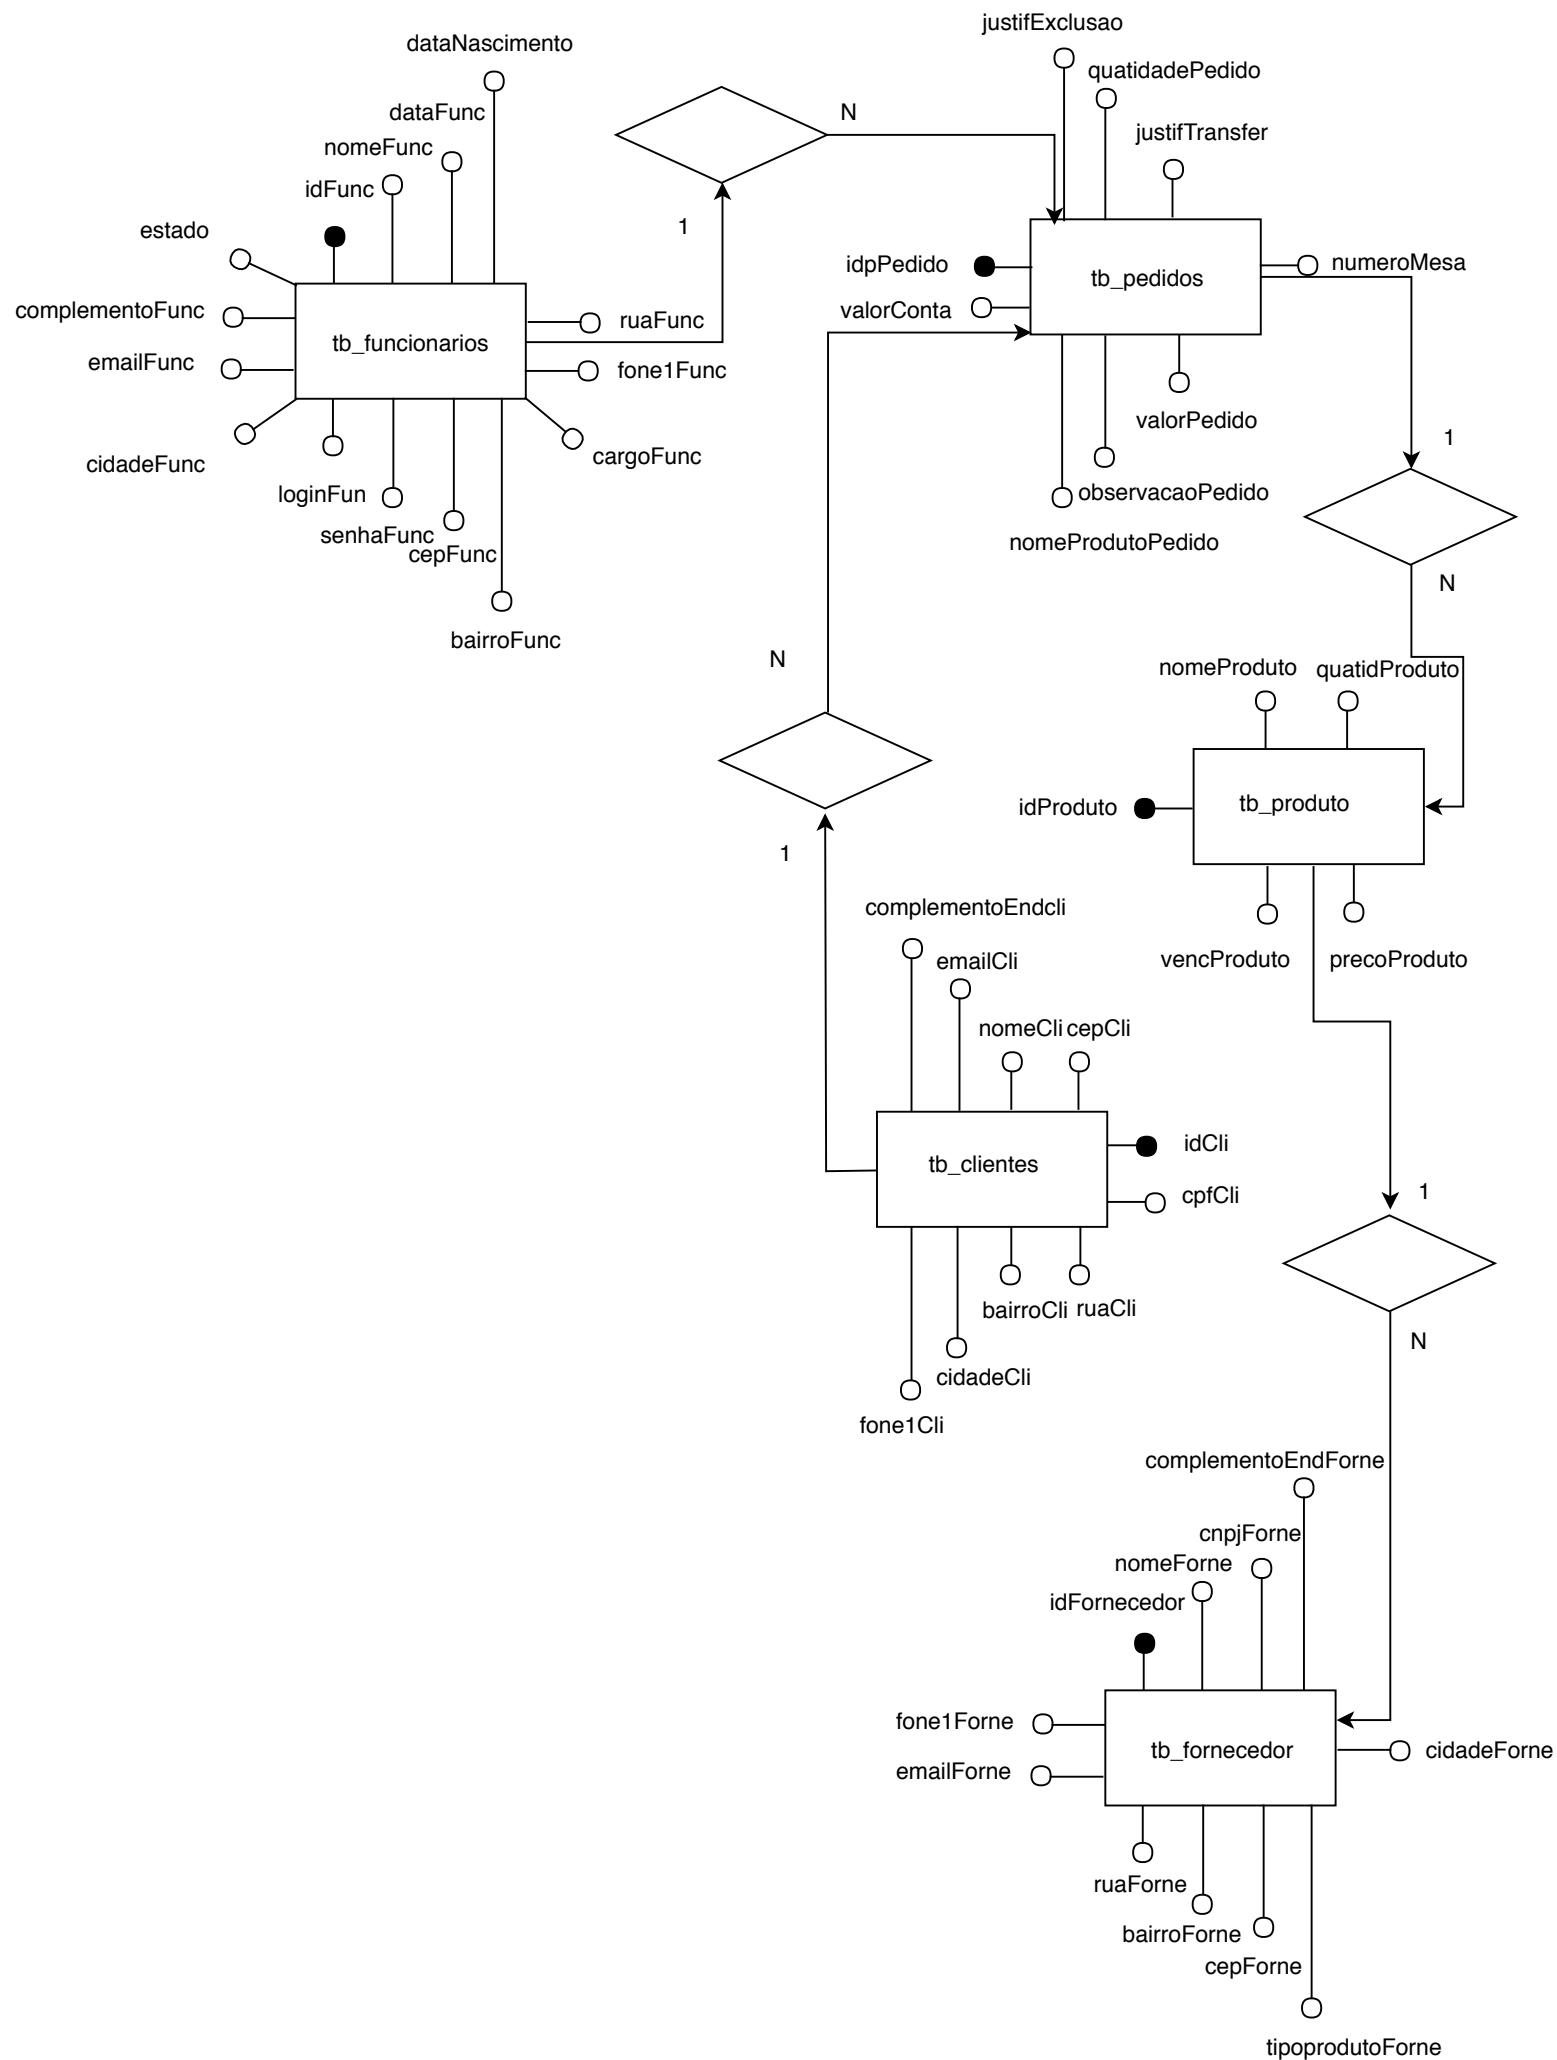 justifExclusao
dataNascimento
quatidadePedido
dataFunc
N
justifTransfer
nomeFunc
idFunc
estado
1
idpPedido
tb_pedidos
numeroMesa
complementoFunc
valorConta
ruaFunc
tb_funcionarios
emailFunc
fone1Func
valorPedido
1
cidadeFunc
cargoFunc
loginFun
observacaoPedido
senhaFunc
cepFunc
nomeProdutoPedido
N
bairroFunc
N
nomeProduto
quatidProduto
idProduto
tb_produto
1
complementoEndcli
vencProduto
precoProduto
emailCli
nomeCli
cepCli
idCli
tb_clientes
cpfCli
1
bairroCli
ruaCli
N
cidadeCli
fone1Cli
complementoEndForne
cnpjForne
nomeForne
idFornecedor
fone1Forne
tb_fornecedor
cidadeForne
emailForne
ruaForne
bairroForne
cepForne
tipoprodutoForne